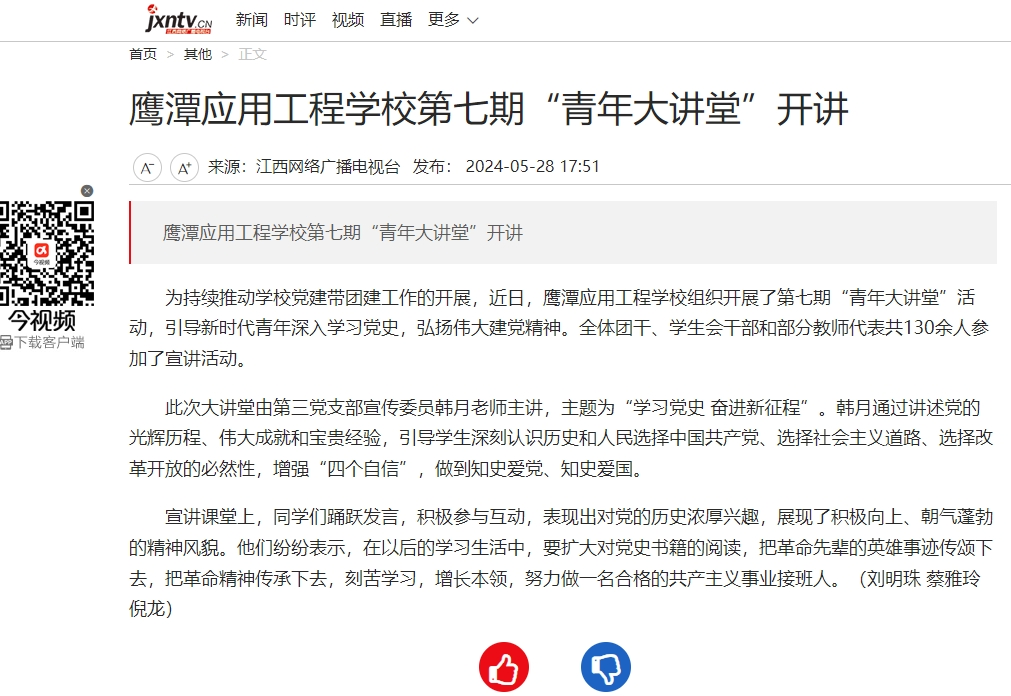 jxntv.CN 新闻 时评 视频 直播 更多
首页 > 其他 > 正文
鹰潭应用工程学校第七期“青年大讲堂”开讲
A- A+ 来源：江西网络广播电视台 发布： 2024-05-28 17:51
鹰潭应用工程学校第七期“青年大讲堂”开讲
今视频
下载客户端
为持续推动学校党建带团建工作的开展，近日，鹰潭应用工程学校组织开展了第七期“青年大讲堂”活
动，引导新时代青年深入学习党史，弘扬伟大建党精神。全体团干、学生会干部和部分教师代表共130余人参
加了宣讲活动。
此次大讲堂由第三党支部宣传委员韩月老师主讲，主题为“学习党史 奋进新征程”。韩月通过讲述党的
光辉历程、伟大成就和宝贵经验，引导学生深刻认识历史和人民选择中国共产党、选择社会主义道路、选择改
革开放的必然性，增强“四个自信”，做到知史爱党、知史爱国。
宣讲课堂上，同学们踊跃发言，积极参与互动，表现出对党的历史浓厚兴趣，展现了积极向上、朝气蓬勃
的精神风貌。他们纷纷表示，在以后的学习生活中，要扩大对党史书籍的阅读，把革命先辈的英雄事迹传颂下
去，把革命精神传承下去，刻苦学习，增长本领，努力做一名合格的共产主义事业接班人。（刘明珠 蔡雅玲
倪龙）